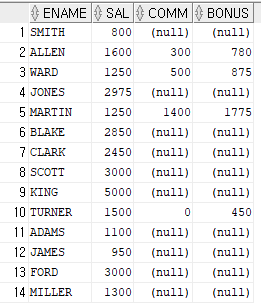 ENAME SAL COMM BONUS
1 SMITH 800 (null) (null)
2 ALLEN 1600 300 780
3 WARD 1250 500 875
4 JONES 2975 (null) (null)
5 MARTIN 1250 1400 1775
6 BLAKE 2850 (null) (null)
7 CLARK 2450 (null) (null)
8 SCOTT 3000 (null) (null)
9 KING 5000 (null) (null)
10 TURNER 1500 0 450
11 ADAMS 1100 (null) (null)
12 JAMES 950 (null) (null)
13 FORD 3000 (null) (null)
14 MILLER 1300 (null) (null)